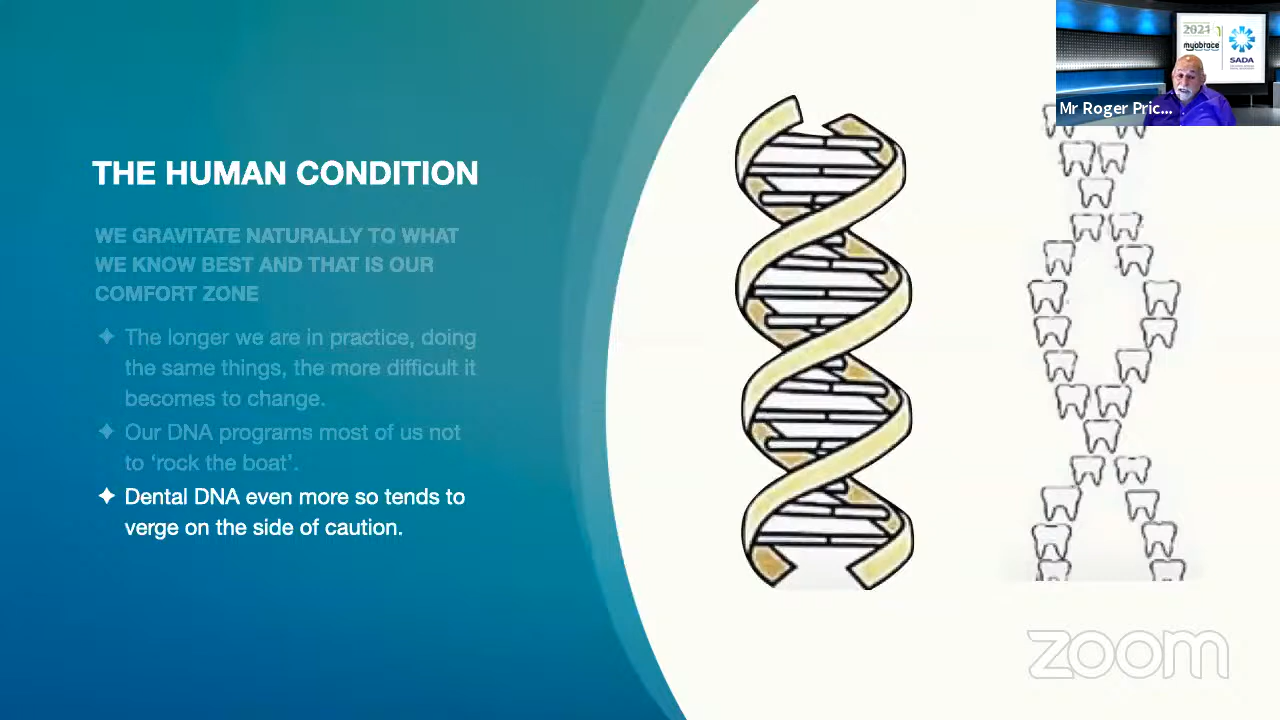 2021
myobrace
SADA
Mr Roger Pric...
THE HUMAN CONDITION
WE GRAVITATE NATURALLY TO WHAT
WE KNOW BEST AND THAT IS OUR
COMFORT ZONE
The longer we are in practice, doing
the same things, the more difficult it
becomes to change.
Our DNA programs most of us not
to ‘rock the boat’.
Dental DNA even more so tends to
verge on the side of caution.
zoom